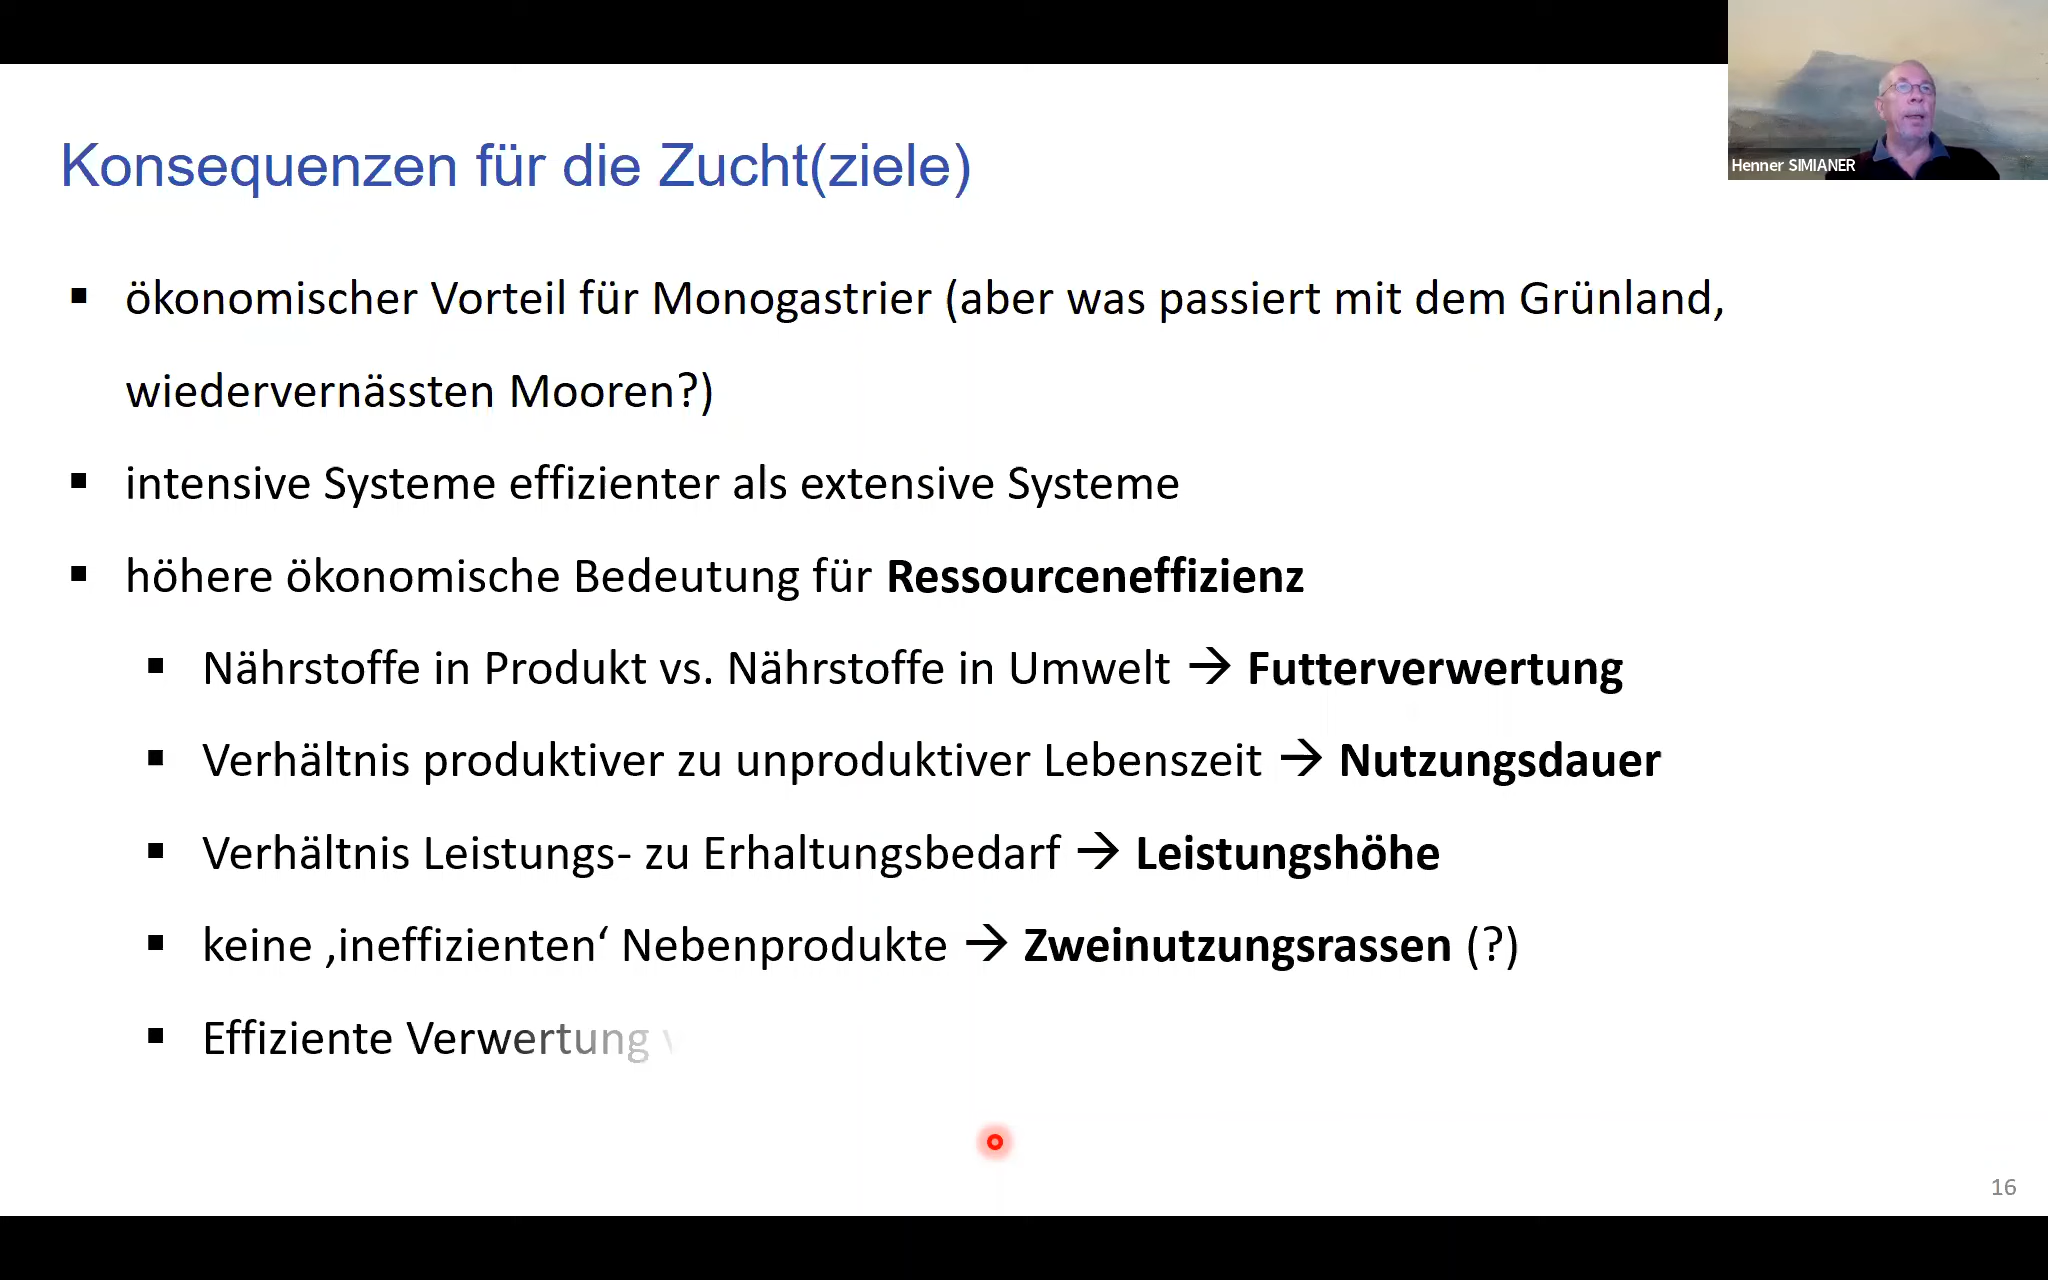 Henner SIMIANER
Konsequenzen für die Zucht(ziele)
▪ ökonomischer Vorteil für Monogastrier (aber was passiert mit dem Grünland,
wiedervernässten Mooren?)
▪ intensive Systeme effizienter als extensive Systeme
▪ höhere ökonomische Bedeutung für Ressourceneffizienz
▪ Nährstoffe in Produkt vs. Nährstoffe in Umwelt → Futterverwertung
▪ Verhältnis produktiver zu unproduktiver Lebenszeit → Nutzungsdauer
▪ Verhältnis Leistungs- zu Erhaltungsbedarf → Leistungshöhe
▪ keine ‚ineffizienten‘ Nebenprodukte → Zweinutzungsrassen (?)
▪ Effiziente Verwertung
16